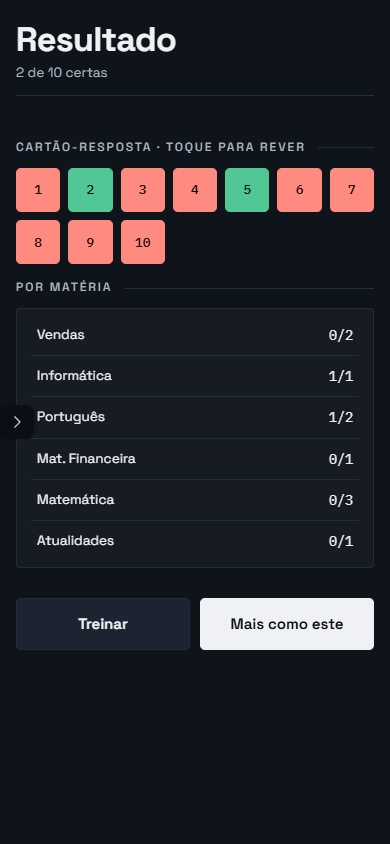 Resultado
2 de 10 certas
CARTÃO-RESPOSTA · TOQUE PARA REVER
1 2 3 4 5 6 7
8 9 10
POR MATÉRIA
Vendas 0/2
Informática 1/1
Português 1/2
Mat. Financeira 0/1
Matemática 0/3
Atualidades 0/1
Treinar Mais como este